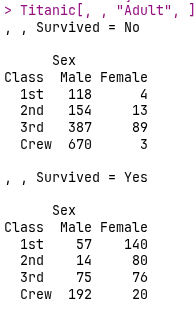 > Titanic[, , "Adult", ]
, , Survived = No

      Sex
Class  Male Female
  1st   118      4
  2nd   154     13
  3rd   387     89
  Crew  670      3

, , Survived = Yes

      Sex
Class  Male Female
  1st    57    140
  2nd    14     80
  3rd    75     76
  Crew  192     20